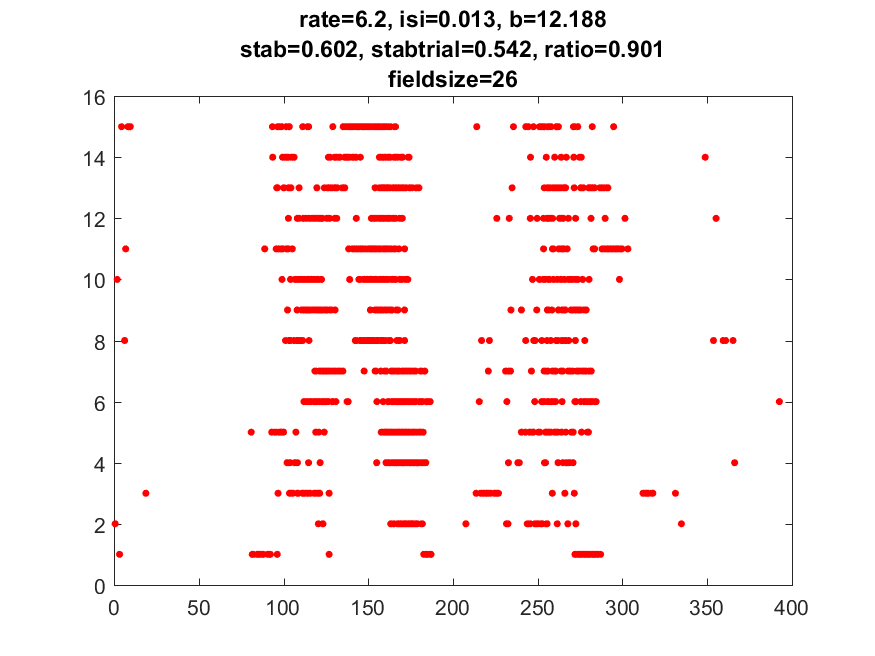 rate=6.2, isi=0.013, b=12.188
stab=0.602, stabtrial=0.542, ratio=0.901
fieldsize=26
16
14
12
10
8
6
4
2
0
0 50 100 150 200 250 300 350 400